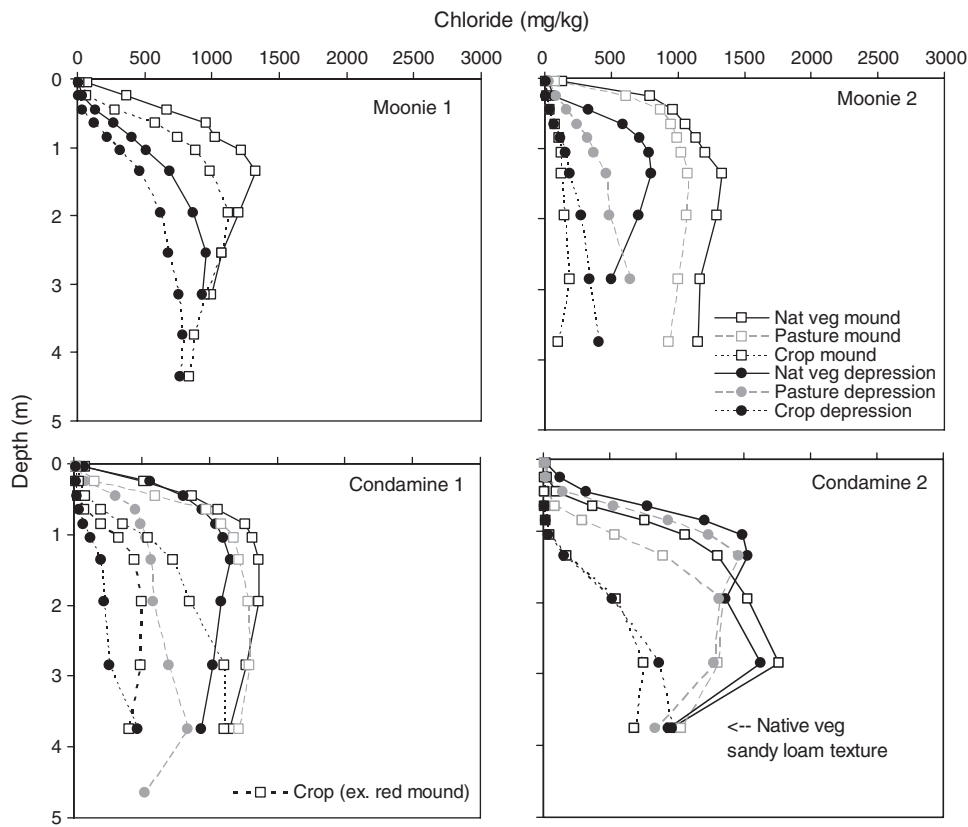 Chloride (mg/kg)
0 500 1000 1500 2000 2500 3000
0 500 1000 1500 2000 2500 3000
Depth (m)
0
1
2
3
4
5
Moonie 1
Moonie 2
Nat veg mound
Pasture mound
Crop mound
Nat veg depression
Pasture depression
Crop depression
0
1
2
3
4
5
Condamine 1
Crop (ex. red mound)
Condamine 2
<-- Native veg
sandy loam texture